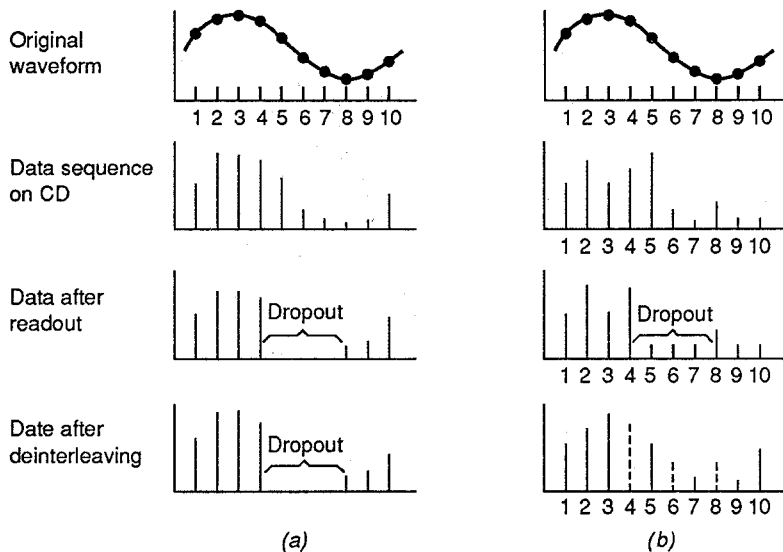 Original
waveform
1 2 3 4 5 6 7 8 9 10
1 2 3 4 5 6 7 8 9 10
Data sequence
on CD
1 2 3 4 5 6 7 8 9 10
Data after
readout
Dropout
Dropout
1 2 3 4 5 6 7 8 9 10
Date after
deinterleaving
Dropout
1 2 3 4 5 6 7 8 9 10
(a)
(b)